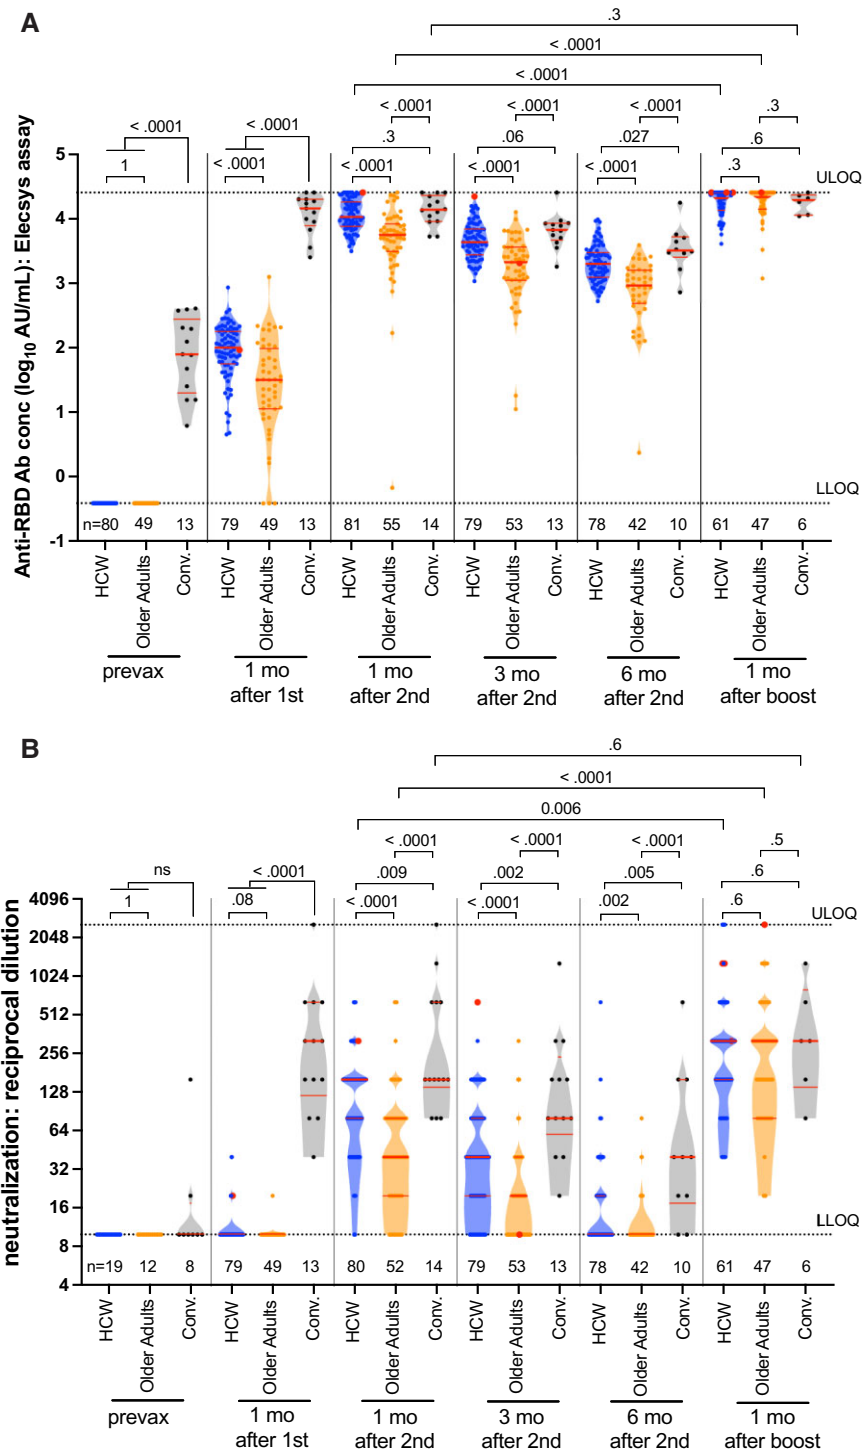 A
.3
< .0001
< .0001
< .0001
< .0001
< .0001
.3
< .0001
< .0001
.3
.06
.027
.6
1
< .0001
< .0001
< .0001
< .0001
.3
Anti-RBD Ab conc (log10 AU/mL): Elecsys assay
5
4
3
2
1
0
-1
ULOQ
LLOQ
n=80 49 13 79 49 13 81 55 14 79 53 13 78 42 10 61 47 6
HCW Older Adults Conv. HCW Older Adults Conv. HCW Older Adults Conv. HCW Older Adults Conv. HCW Older Adults Conv. HCW Older Adults Conv.
prevax
1 mo
after 1st
1 mo
after 2nd
3 mo
after 2nd
6 mo
after 2nd
1 mo
after boost
B
.6
< .0001
0.006
< .0001
< .0001
< .0001
.5
ns
< .0001
.009
.002
.005
.6
1
.08
< .0001
< .0001
.002
.6
neutralization: reciprocal dilution
4096
2048
1024
512
256
128
64
32
16
8
4
ULOQ
LLOQ
n=19 12 8 79 49 13 80 52 14 79 53 13 78 42 10 61 47 6
HCW Older Adults Conv. HCW Older Adults Conv. HCW Older Adults Conv. HCW Older Adults Conv. HCW Older Adults Conv. HCW Older Adults Conv.
prevax
1 mo
after 1st
1 mo
after 2nd
3 mo
after 2nd
6 mo
after 2nd
1 mo
after boost